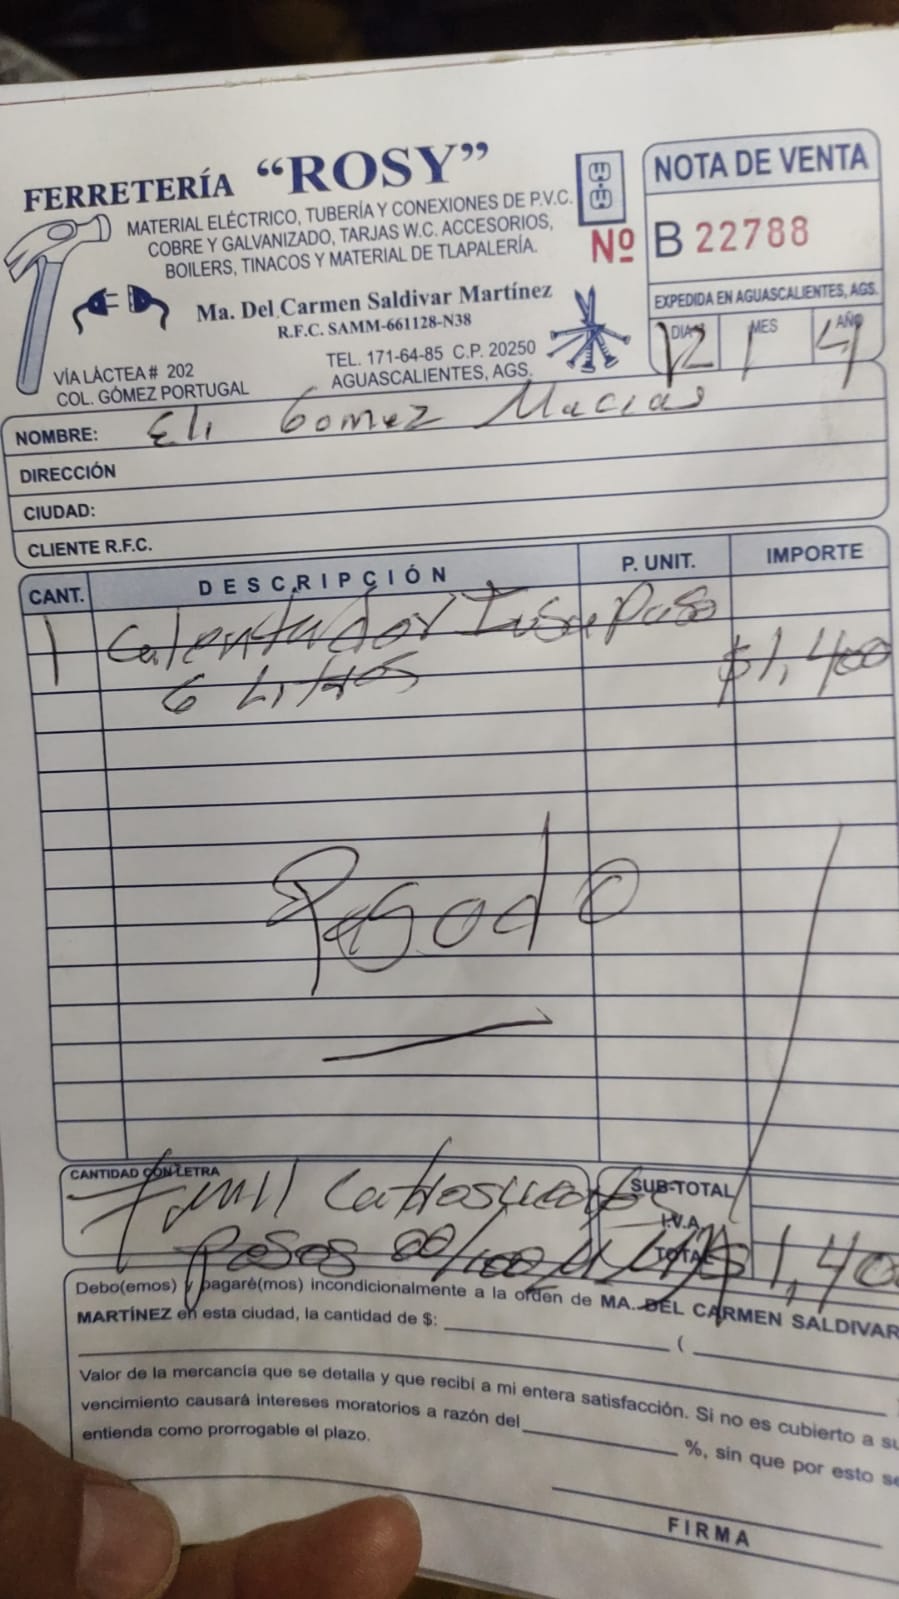 FERRETERÍA "ROSY"
MATERIAL ELÉCTRICO, TUBERÍA Y CONEXIONES DE P.V.C.
COBRE Y GALVANIZADO, TARJAS W.C. ACCESORIOS,
BOILERS, TINACOS Y MATERIAL DE TLAPALERÍA.
Ma. Del Carmen Saldivar Martínez
R.F.C. SAMM-661128-N38
VÍA LÁCTEA # 202
COL. GÓMEZ PORTUGAL
TEL. 171-64-85 C.P. 20250
AGUASCALIENTES, AGS.
NOTA DE VENTA
Nº B 22788
EXPEDIDA EN AGUASCALIENTES, AGS.
DIA MES AÑO
12 1 4
NOMBRE: Eli Gomez Macias
DIRECCIÓN
CIUDAD:
CLIENTE R.F.C.
CANT. DESCRIPCIÓN P. UNIT. IMPORTE
1 Calentador
6 Litros $1,400
Pagado
CANTIDAD CON LETRA
SUB-TOTAL
I.V.A.
Pesos 00/100 TOTAL $1,40
Debo(emos) y pagaré(mos) incondicionalmente a la orden de MA. DEL CARMEN SALDIVAR
MARTÍNEZ en esta ciudad, la cantidad de $: (
Valor de la mercancía que se detalla y que recibí a mi entera satisfacción. Si no es cubierto a su
vencimiento causará intereses moratorios a razón del %, sin que por esto se
entienda como prorrogable el plazo.
FIRMA